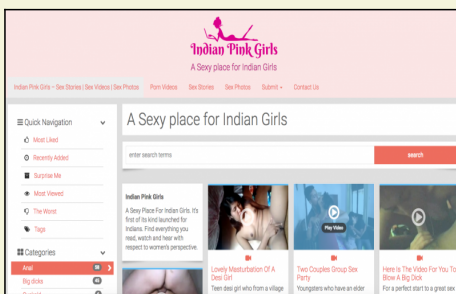 Indian Pink Girls
A Sexy place for Indian Girls
Indian Pink Girls – Sex Stories | Sex Videos | Sex Photos Porn Videos Sex Stories Sex Photos Submit Contact Us
Quick Navigation
Most Liked
Recently Added
Surprise Me
Most Viewed
The Worst
Tags
Categories
Anal
Big dicks
A Sexy place for Indian Girls
enter search terms search
Indian Pink Girls
A Sexy Place For Indian Girls. It's
first of its kind launched for
Indians. Find everything you
read, watch and hear with
respect to women's perspective.
Play Video
Lovely Masturbation Of A
Desi Girl
Teen desi girl who from a village
Two Couples Group Sex
Party
Youngsters who have an elder
Here Is The Video For You To
Blow A Big Dick
For a perfect start to a great sex